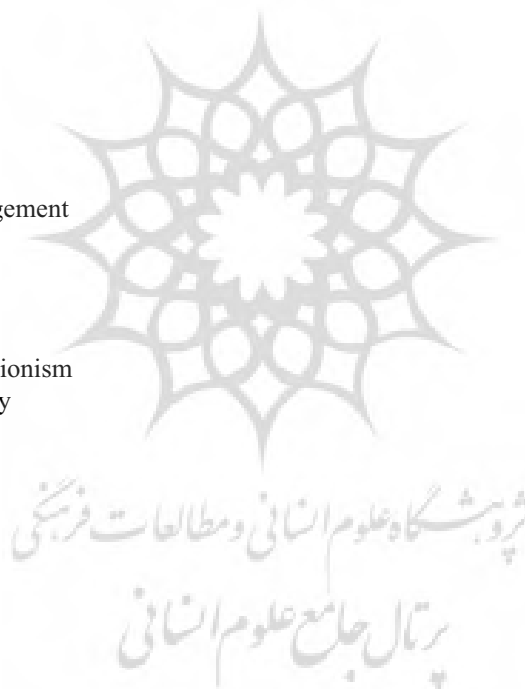 gement
ionism
y
پژوهشگاه علوم انسانی و مطالعات فرهنگی
پرتال جامع علوم انسانی